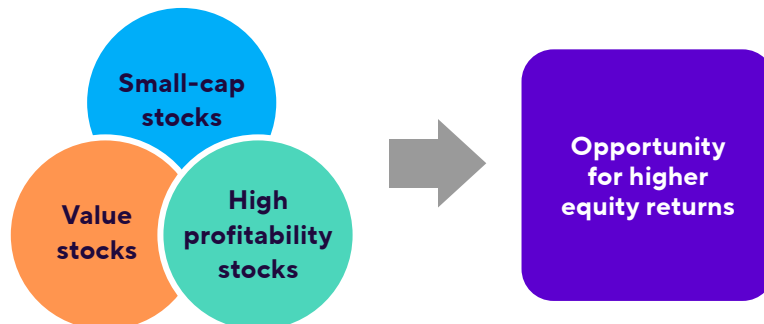 Small-cap
stocks
Value
stocks
High
profitability
stocks
Opportunity
for higher
equity returns